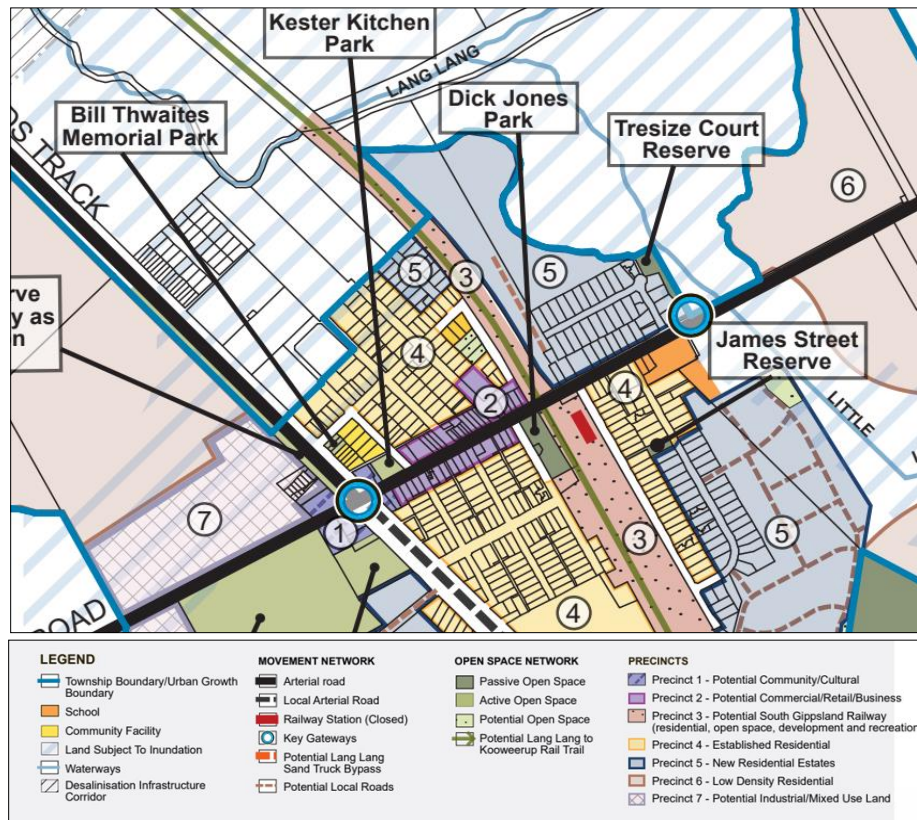 Kester Kitchen
Park
LANG LANG
Bill Thwaites
Memorial Park
Dick Jones
Park
Tresize Court
Reserve
TRACK
6
5
3
5
4
2
4
James Street
Reserve
LITTLE
7
1
3
5
ROAD
4
LEGEND
Township Boundary/Urban Growth
Boundary
School
Community Facility
Land Subject To Inundation
Waterways
Desalinisation Infrastructure
Corridor
MOVEMENT NETWORK
Arterial road
Local Arterial Road
Railway Station (Closed)
Key Gateways
Potential Lang Lang
Sand Truck Bypass
Potential Local Roads
OPEN SPACE NETWORK
Passive Open Space
Active Open Space
Potential Open Space
Potential Lang Lang to
Kooweerup Rail Trail
PRECINCTS
Precinct 1 - Potential Community/Cultural
Precinct 2 - Potential Commercial/Retail/Business
Precinct 3 - Potential South Gippsland Railway
(residential, open space, development and recreation
Precinct 4 - Established Residential
Precinct 5 - New Residential Estates
Precinct 6 - Low Density Residential
Precinct 7 - Potential Industrial/Mixed Use Land